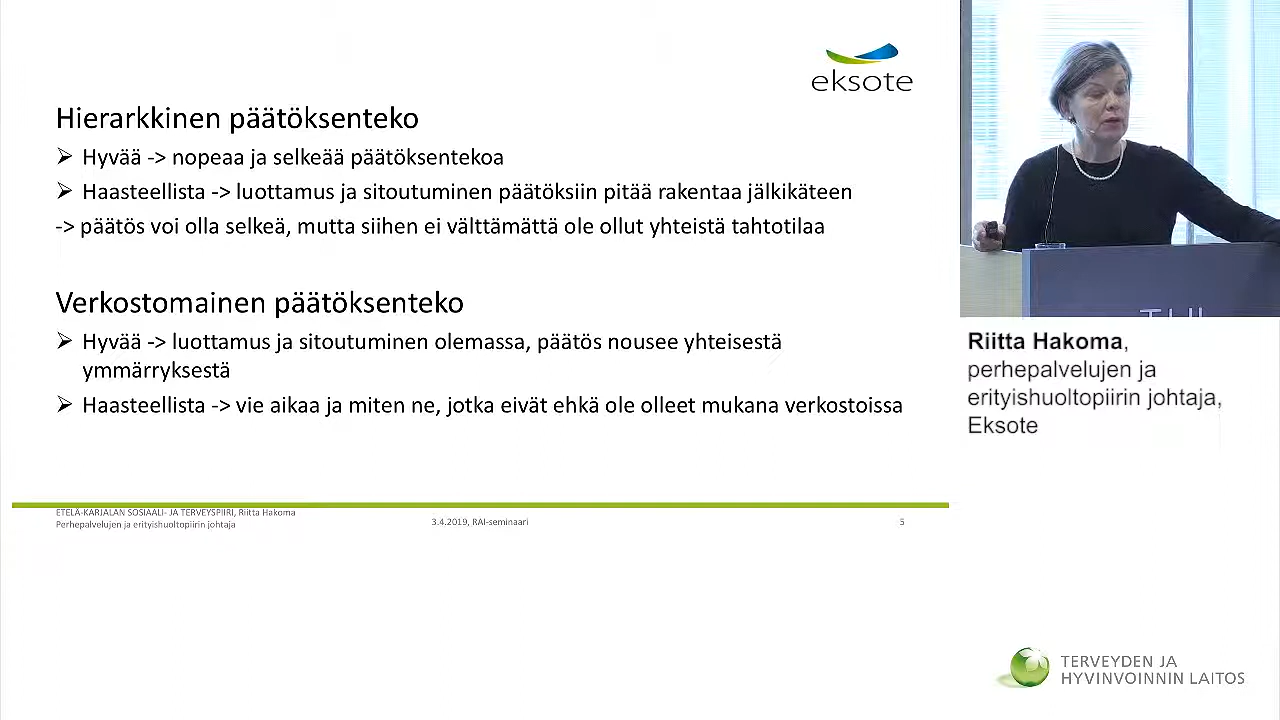 eksote
Hierarkkinen päätöksenteko
Hyvää -> nopeaa ja selkeää päätöksentekoa
Haasteellista -> luottamus ja sitoutuminen päätöksiin pitää rakentaa jälkikäteen
-> päätös voi olla selkeä, mutta siihen ei välttämättä ole ollut yhteistä tahtotilaa
Verkostomainen päätöksenteko
Hyvää -> luottamus ja sitoutuminen olemassa, päätös nousee yhteisestä
ymmärryksestä
Haasteellista -> vie aikaa ja miten ne, jotka eivät ehkä ole olleet mukana verkostoissa
ETELÄ-KARJALAN SOSIAALI- JA TERVEYSPIIRI, Riitta Hakoma
Perhepalvelujen ja erityishuoltopiirin johtaja
3.4.2019, RAI-seminaari
5
THL
Riitta Hakoma,
perhepalvelujen ja
erityishuoltopiirin johtaja,
Eksote
TERVEYDEN JA
HYVINVOINNIN LAITOS